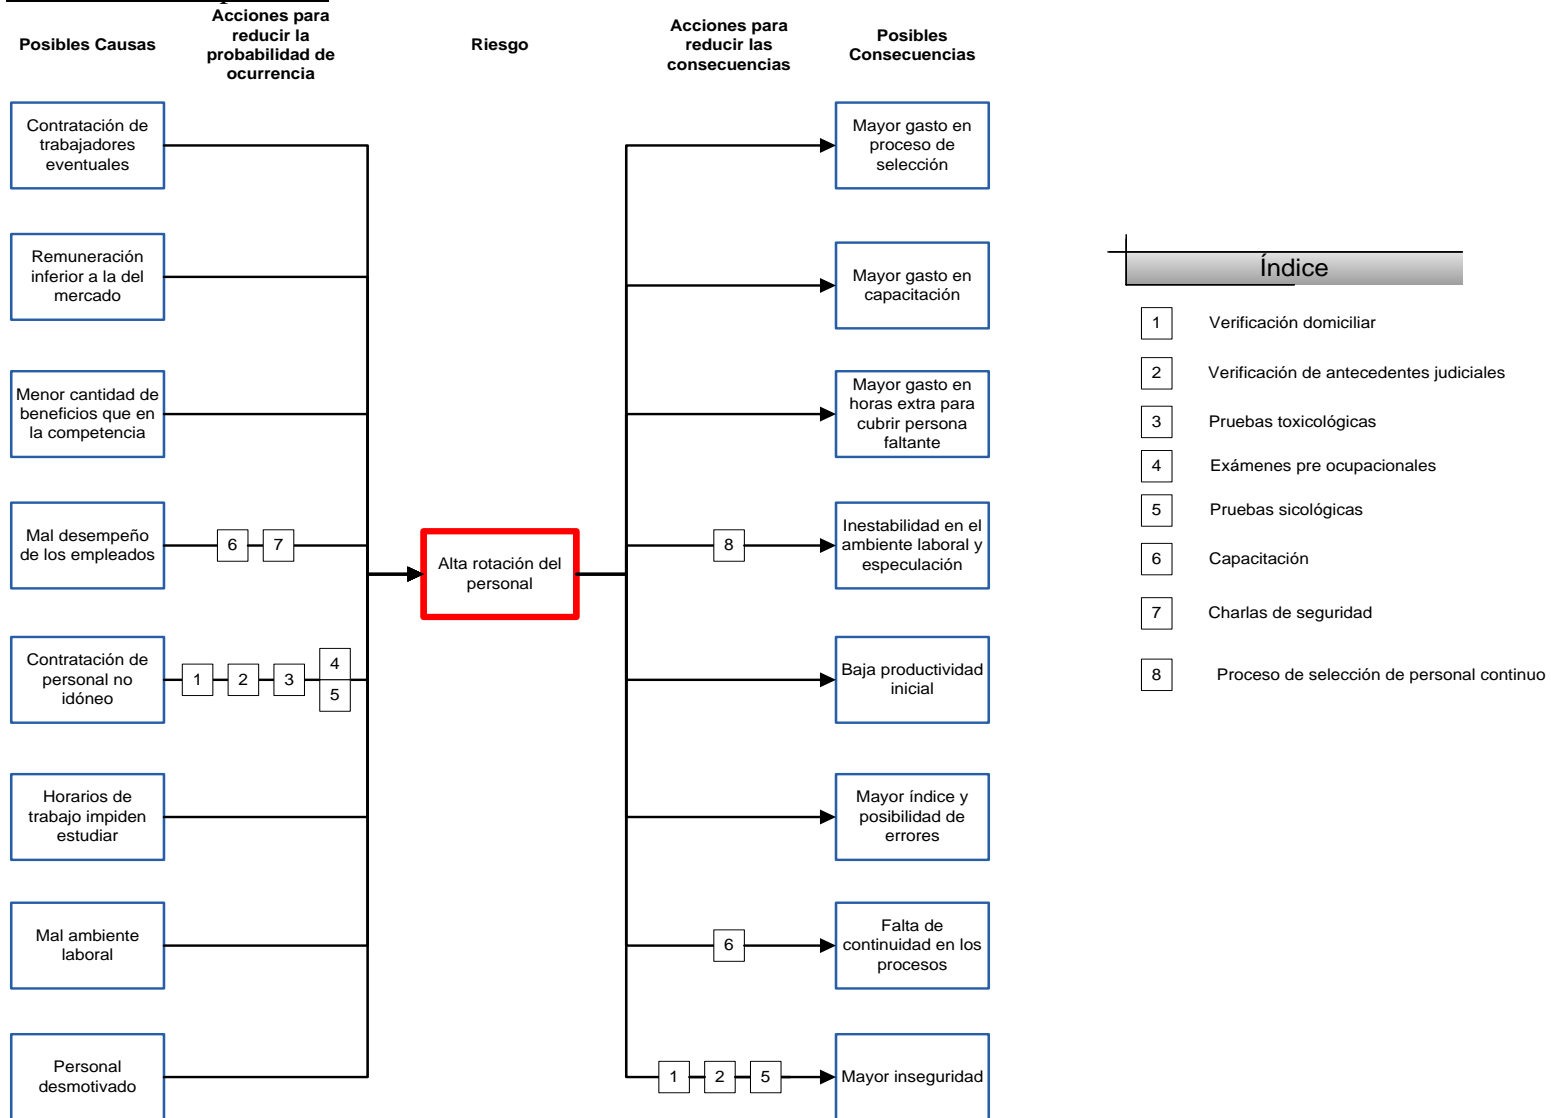 Posibles Causas
Acciones para
reducir la
probabilidad de
ocurrencia
Riesgo
Acciones para
reducir las
consecuencias
Posibles
Consecuencias
Contratación de
trabajadores
eventuales
Mayor gasto en
proceso de
selección
Remuneración
inferior a la del
mercado
Mayor gasto en
capacitación
Menor cantidad de
beneficios que en
la competencia
Mayor gasto en
horas extra para
cubrir persona
faltante
Mal desempeño
de los empleados
6
7
Alta rotación del
personal
8
Inestabilidad en el
ambiente laboral y
especulación
Contratación de
personal no
idóneo
1
2
3
4
5
Baja productividad
inicial
Horarios de
trabajo impiden
estudiar
Mayor índice y
posibilidad de
errores
Mal ambiente
laboral
6
Falta de
continuidad en los
procesos
Personal
desmotivado
1
2
5
Mayor inseguridad
Índice
1 Verificación domiciliar
2 Verificación de antecedentes judiciales
3 Pruebas toxicológicas
4 Exámenes pre ocupacionales
5 Pruebas sicológicas
6 Capacitación
7 Charlas de seguridad
8 Proceso de selección de personal continuo